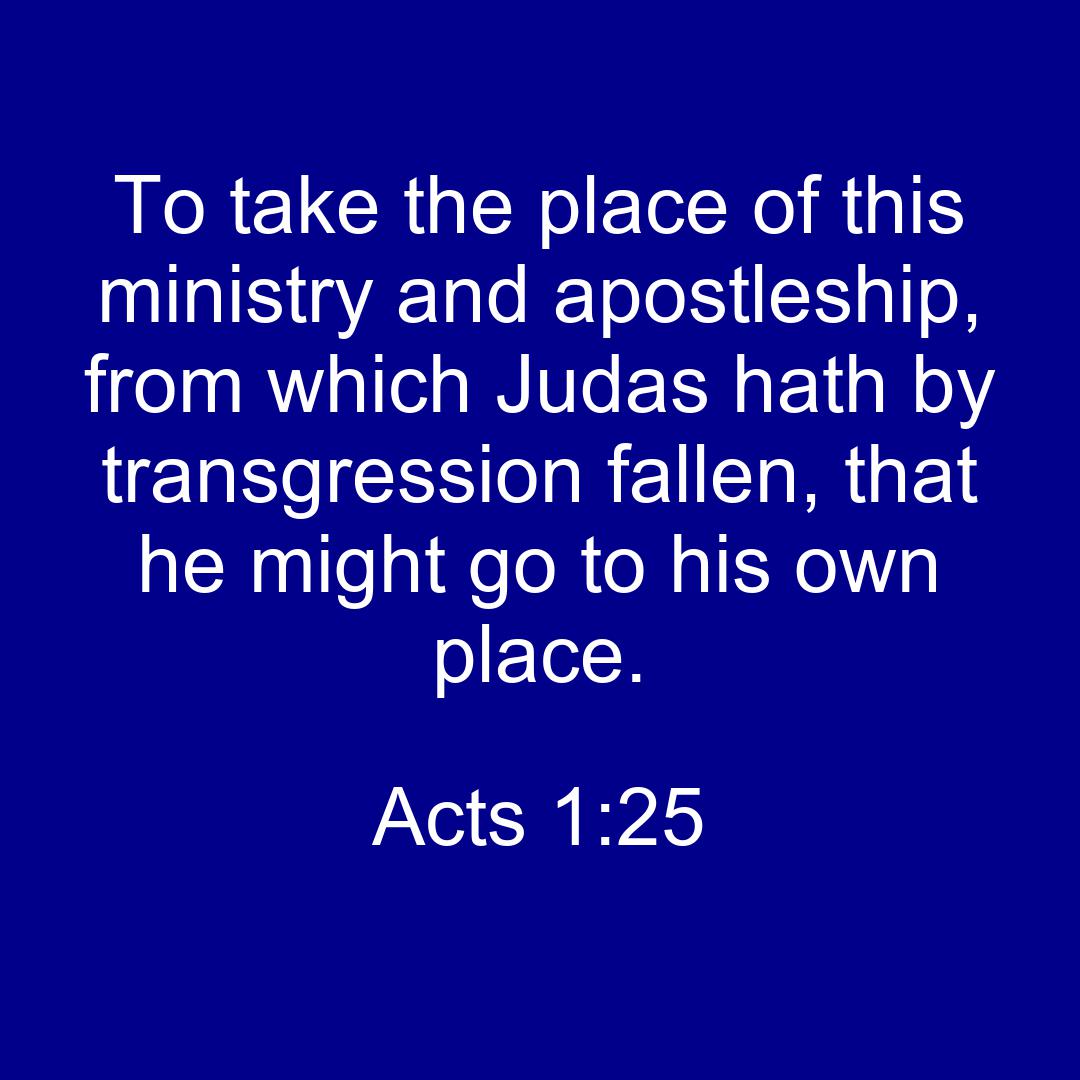 To take the place of this
ministry and apostleship,
from which Judas hath by
transgression fallen, that
he might go to his own
place.
Acts 1:25